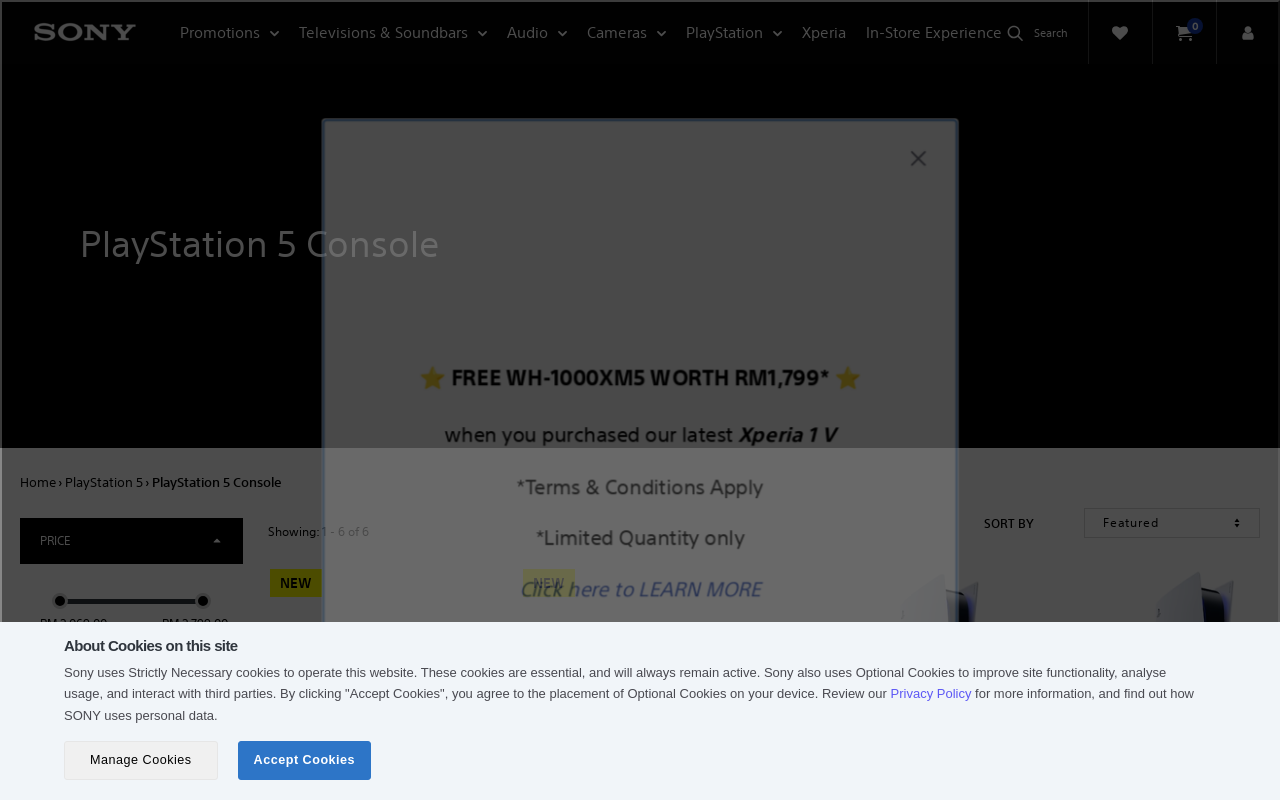 SONY
Promotions
Televisions & Soundbars
Audio
Cameras
PlayStation
Xperia
In-Store Experience
Search
0
PlayStation 5 Console
⭐ FREE WH-1000XM5 WORTH RM1,799* ⭐
when you purchased our latest Xperia 1 V
*Terms & Conditions Apply
*Limited Quantity only
Click here to LEARN MORE
Home › PlayStation 5 › PlayStation 5 Console
PRICE
Showing: 1 - 6 of 6
SORT BY
Featured
NEW
NEW
About Cookies on this site
Sony uses Strictly Necessary cookies to operate this website. These cookies are essential, and will always remain active. Sony also uses Optional Cookies to improve site functionality, analyse
usage, and interact with third parties. By clicking "Accept Cookies", you agree to the placement of Optional Cookies on your device. Review our Privacy Policy for more information, and find out how
SONY uses personal data.
Manage Cookies
Accept Cookies